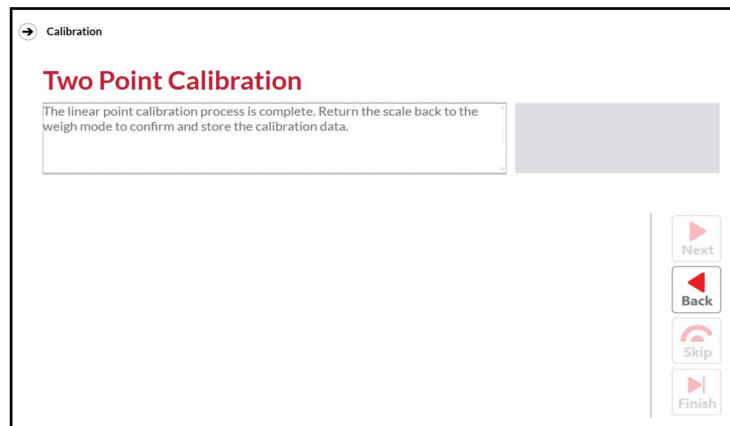 Calibration
Two Point Calibration
The linear point calibration process is complete. Return the scale back to the
weigh mode to confirm and store the calibration data.
Next
Back
Skip
Finish